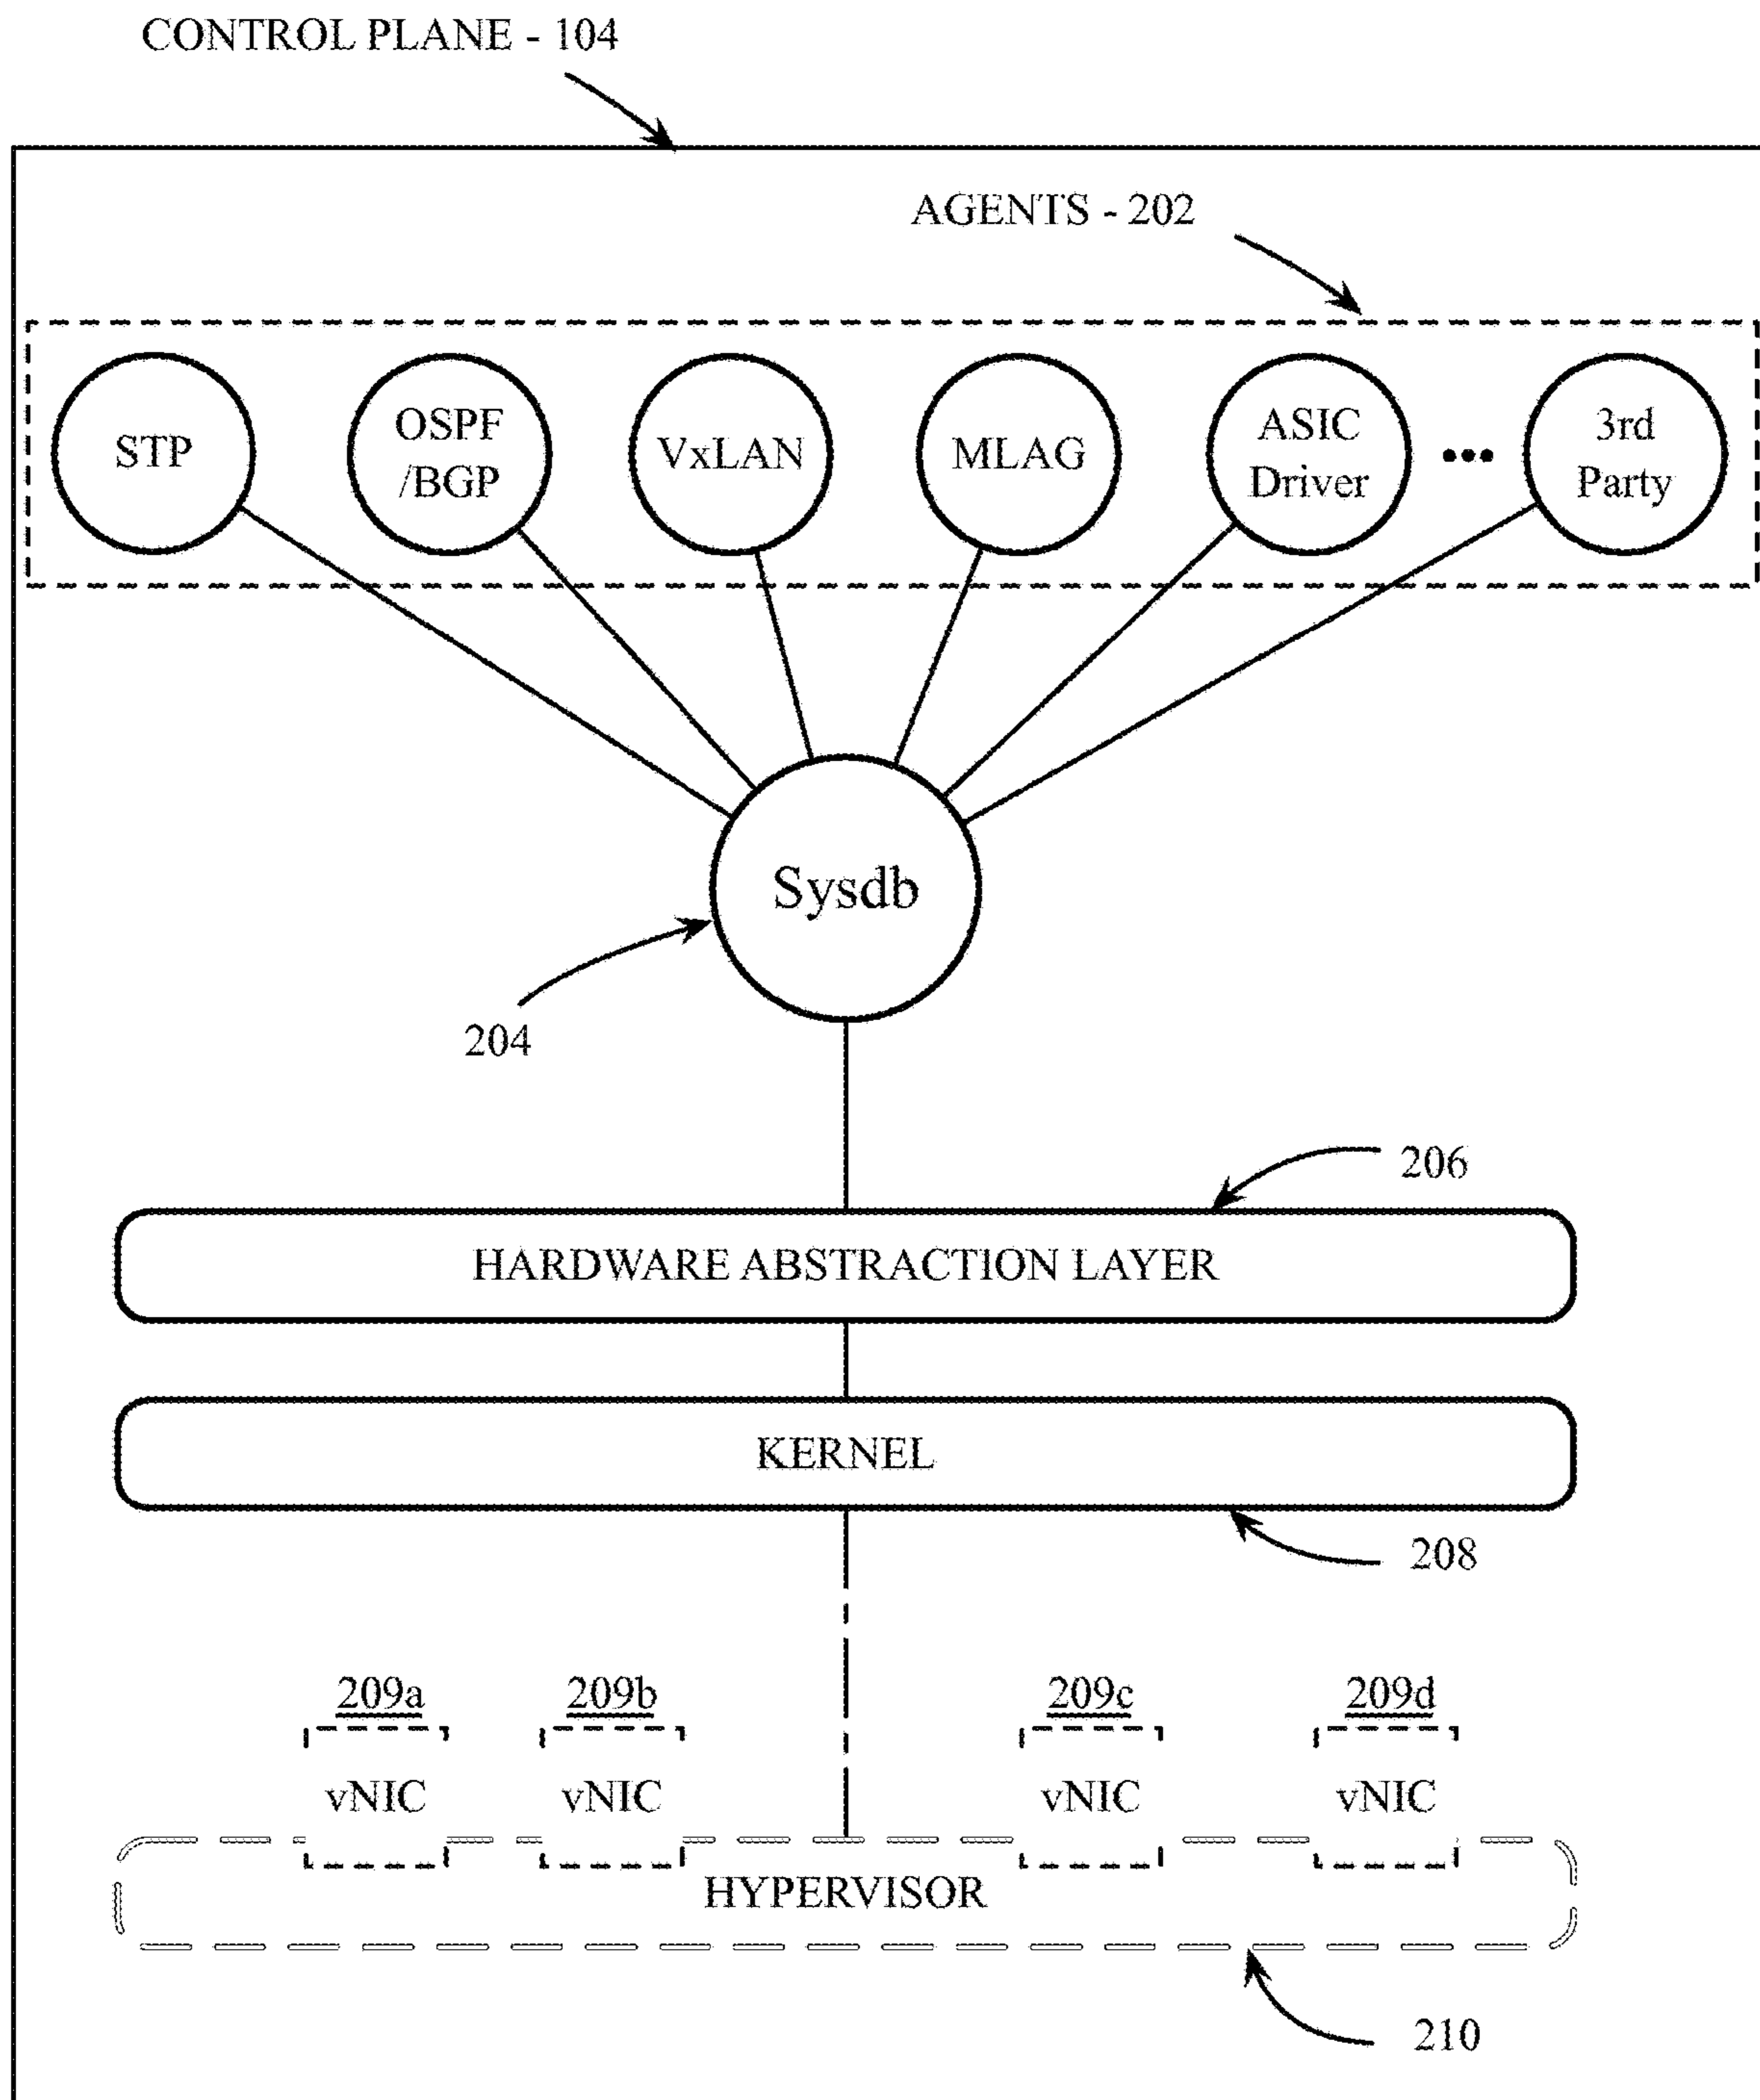 CONTROL PLANE - 104
AGENTS - 202
STP
OSPF
/BGP
VxLAN
MLAG
ASIC
Driver
•••
3rd
Party
Sysdb
204
206
HARDWARE ABSTRACTION LAYER
KERNEL
208
209a
209b
209c
209d
vNIC
vNIC
vNIC
vNIC
HYPERVISOR
210